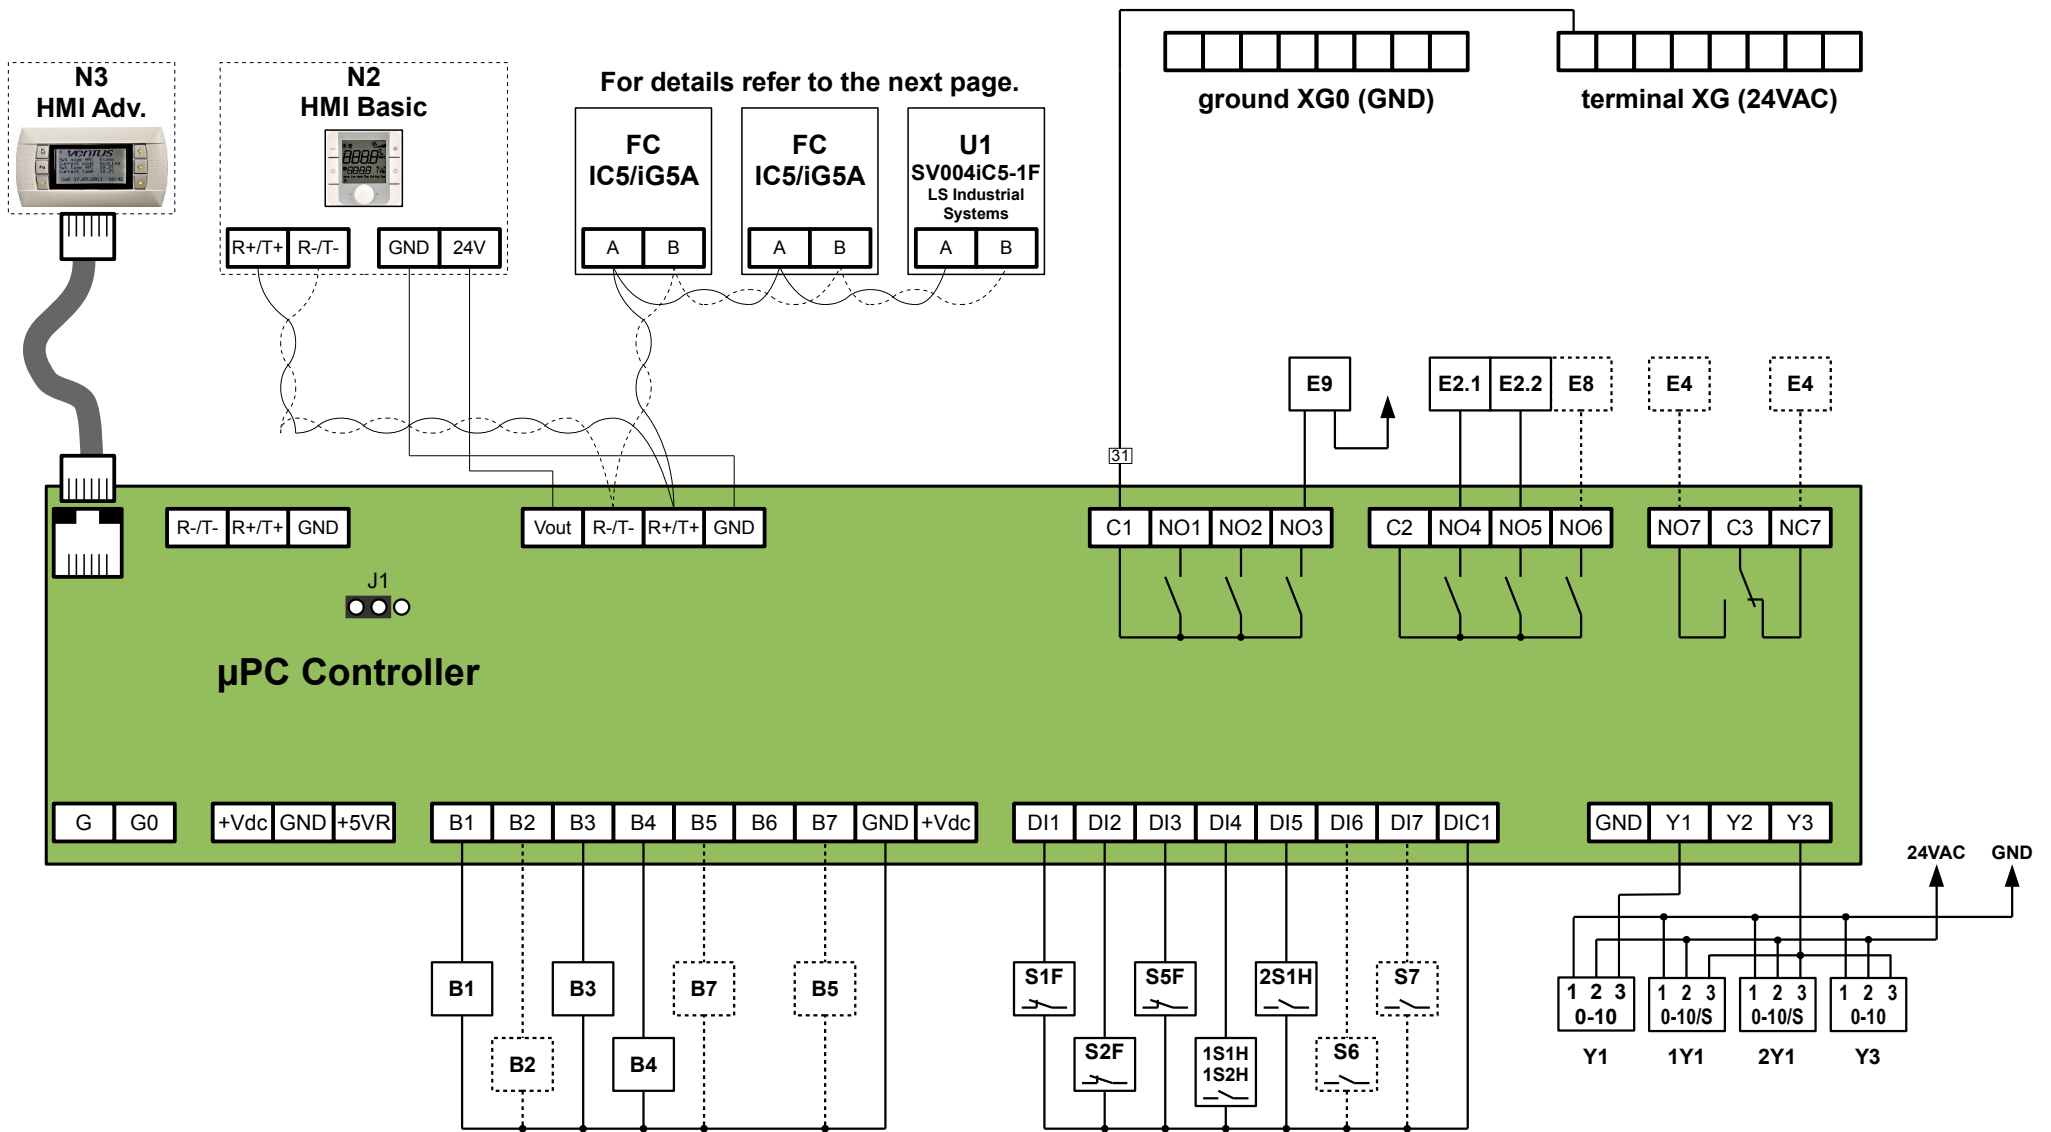 N3
HMI Adv.
ventus
N2
HMI Basic
R+/T+ R-/T- GND 24V
For details refer to the next page.
FC
IC5/iG5A
A B
FC
IC5/iG5A
A B
U1
SV004iC5-1F
LS Industrial
Systems
A B
ground XG0 (GND)
terminal XG (24VAC)
31
E9
E2.1 E2.2 E8
E4 E4
R-/T- R+/T+ GND
Vout R-/T- R+/T+ GND
C1 NO1 NO2 NO3
C2 NO4 NO5 NO6
NO7 C3 NC7
J1
µPC Controller
G G0
+Vdc GND +5VR
B1 B2 B3 B4 B5 B6 B7 GND +Vdc
DI1 DI2 DI3 DI4 DI5 DI6 DI7 DIC1
GND Y1 Y2 Y3
24VAC GND
B1 B3 B7 B5
B2 B4
S1F S5F 2S1H S7
S2F
1S1H
1S2H
S6
1 2 3
0-10
Y1
1 2 3
0-10/S
1Y1
1 2 3
0-10/S
2Y1
1 2 3
0-10
Y3